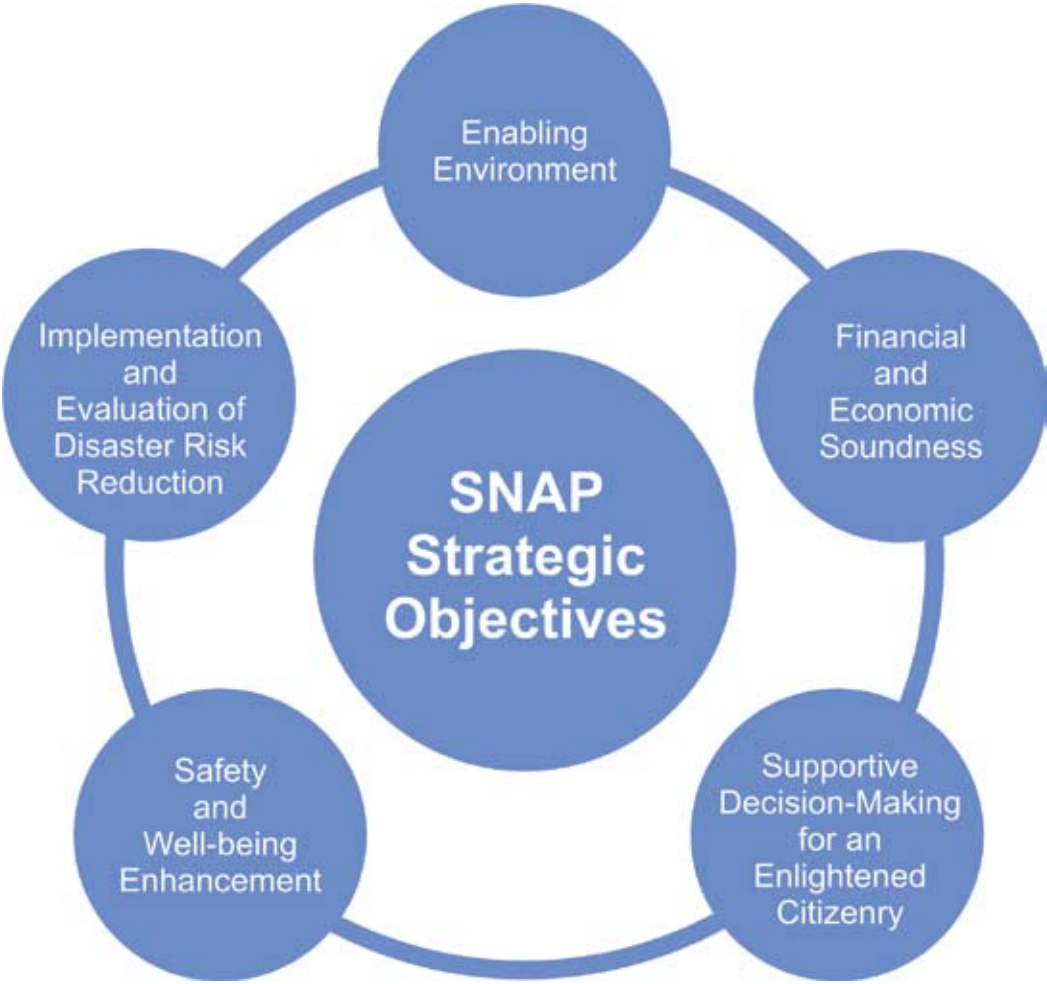 Enabling
Environment
Implementation
and
Evaluation of
Disaster Risk
Reduction
Financial
and
Economic
Soundness
SNAP
Strategic
Objectives
Safety
and
Well-being
Enhancement
Supportive
Decision-Making
for an
Enlightened
Citizenry